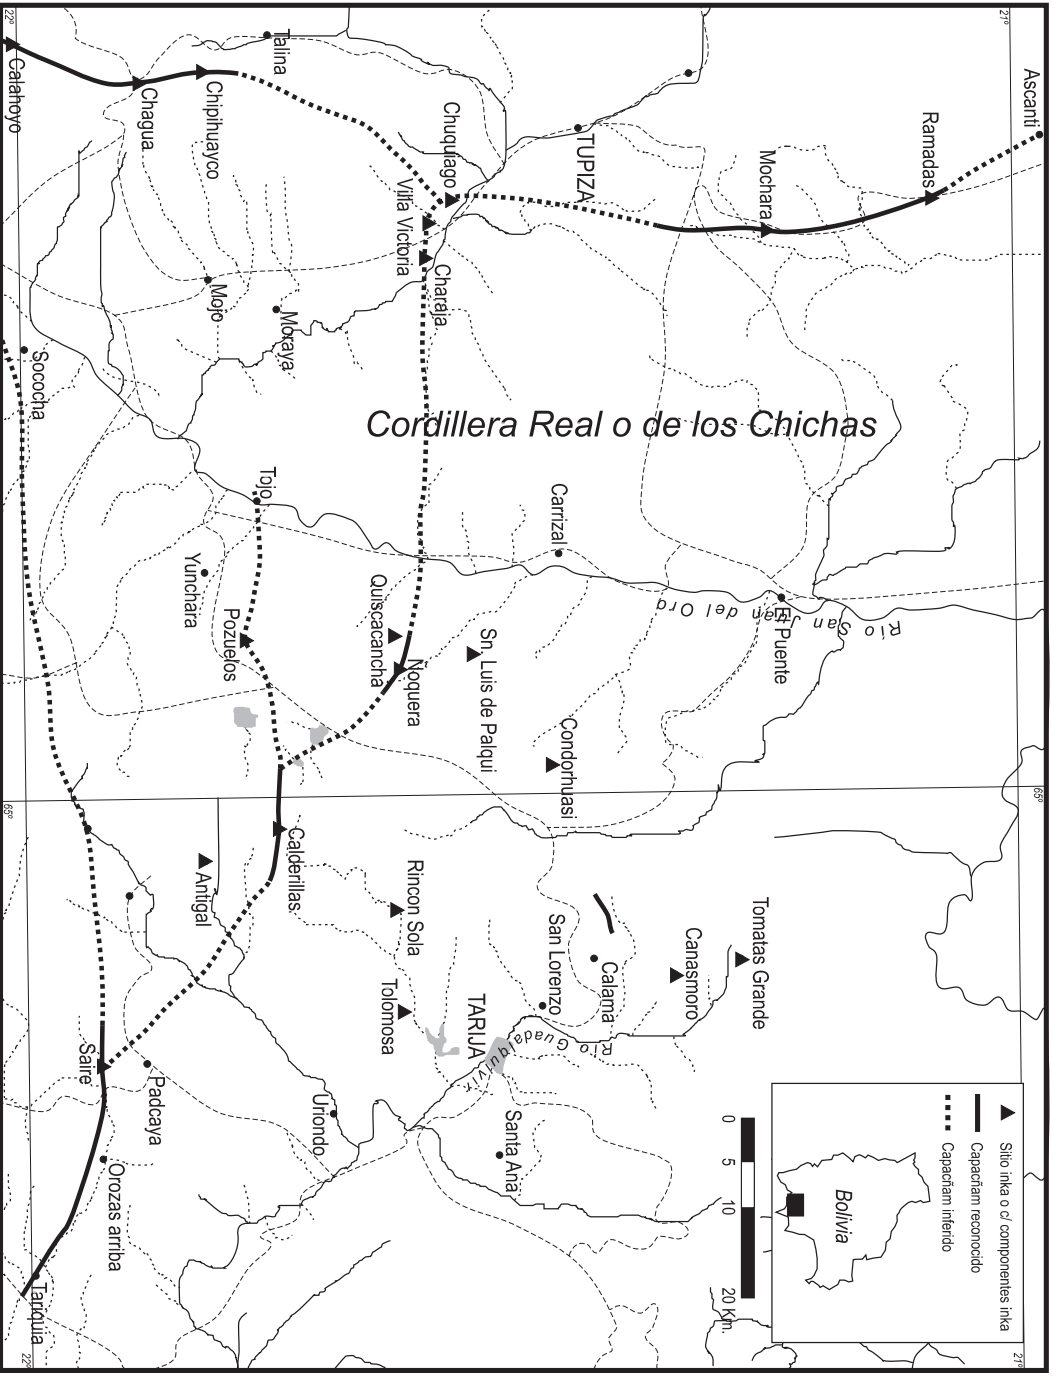 21°
22°
Ascanti
Ramadas
Mochara
TUPIZA
Chuquiago
Villa Victoria
Charaja
Talina
Chipihuayco
Chagua
Calahoyo
Mojo
Moraya
Sococha
Cordillera Real o de los Chichas
Tojo
Yunchara
Pozuelos
Carrizal
Quiscacancha
Noquera
Sn. Luis de Palqui
Condorhuasi
El Puente
Río San Juan del Oro
65°
65°
Calderillas
Antigal
Rincon Sola
Tolomosa
TARIJA
San Lorenzo
Calama
Canasmoro
Tomatas Grande
Río Guadalquivir
Santa Ana
Uriondo
Padcaya
Saire
Orozas arriba
Tariquia
Sitio inka o c/ componentes inka
Capacñam reconocido
Capacñam inferido
Bolivia
0 5 10 20 Km.
21°
22°